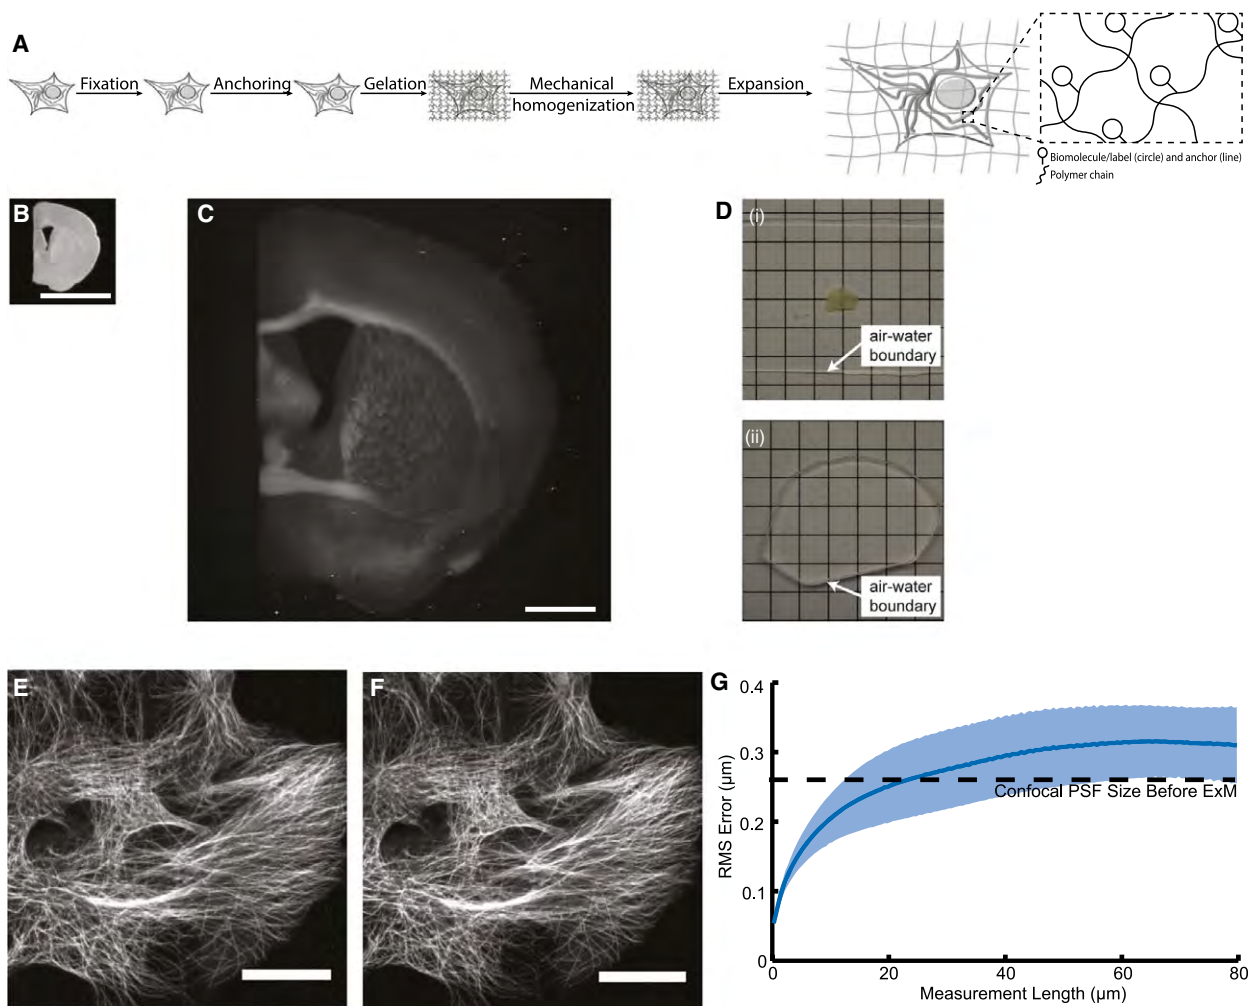 A
Fixation
Anchoring
Gelation
Mechanical
homogenization
Expansion
Biomolecule/label (circle) and anchor (line)
Polymer chain
B
C
D
(i)
air-water
boundary
(ii)
air-water
boundary
E
F
G
0.4
0.3
0.2
0.1
0
RMS Error (µm)
Confocal PSF Size Before ExM
0
20
40
60
80
Measurement Length (µm)